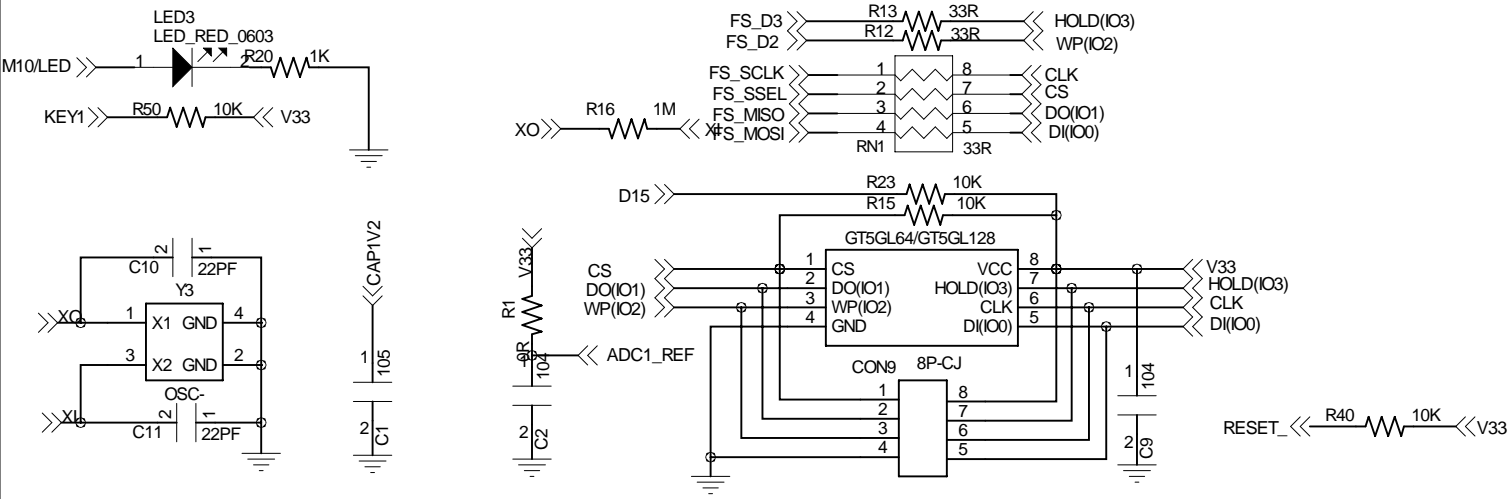 LED3
LED_RED_0603
M10/LED
1
2
R20
1K
KEY1
R50
10K
V33
XO
R16
1M
XI
FS_D3
R13
33R
HOLD(IO3)
FS_D2
R12
33R
WP(IO2)
FS_SCLK
1
8
CLK
FS_SSEL
2
7
CS
FS_MISO
3
6
DO(IO1)
FS_MOSI
4
5
DI(IO0)
RN1
33R
D15
R23
10K
R15
10K
GT5GL64/GT5GL128
CS
1
CS
VCC
8
V33
DO(IO1)
2
DO(IO1)
HOLD(IO3)
7
HOLD(IO3)
WP(IO2)
3
WP(IO2)
CLK
6
CLK
4
GND
DI(IO0)
5
DI(IO0)
CON9
8P-CJ
1
8
2
7
3
6
4
5
1
104
2
C9
C10
2
1
22PF
Y3
XO
1
X1
GND
4
3
X2
GND
2
OSC-
XI
C11
2
1
22PF
CAP1V2
1
105
2
C1
V33
R1
0R
ADC1_REF
1
104
2
C2
RESET_
R40
10K
V33